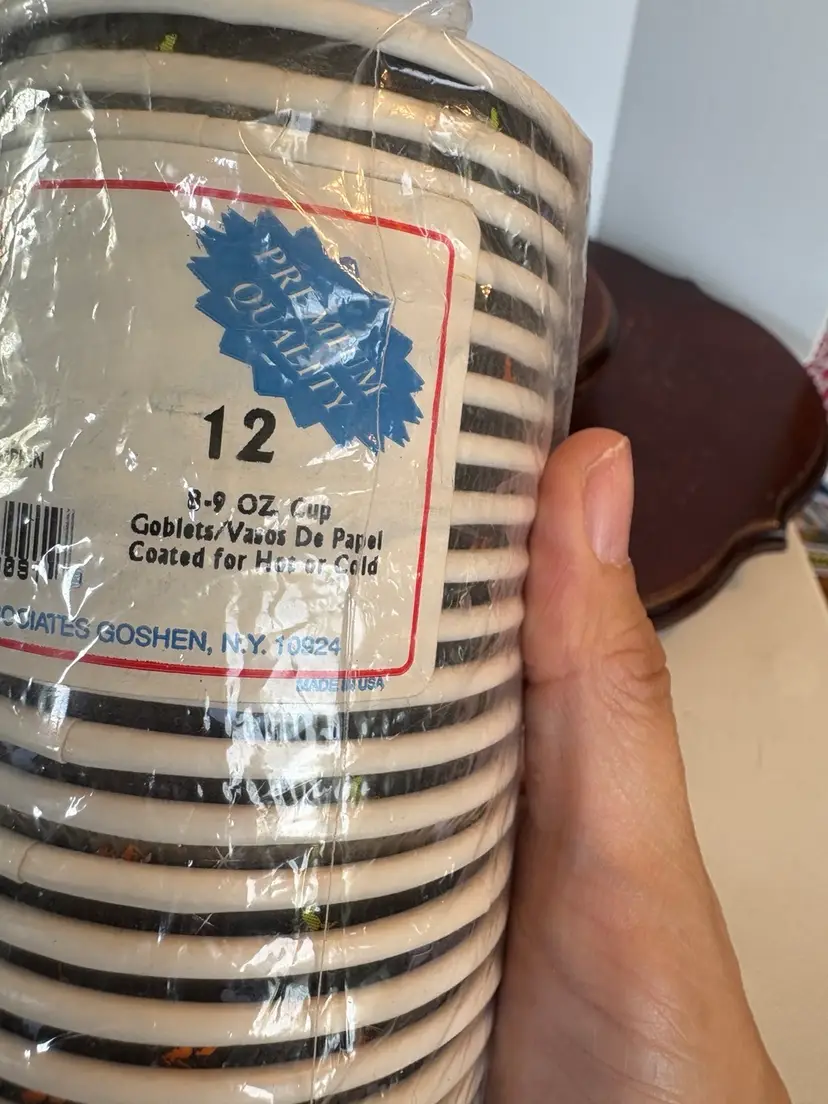 PREMIUM
QUALITY
12
8-9 OZ. Cup
Goblets/Vasos De Papel
Coated for Hot or Cold
GOSHEN, N.Y. 10924
MADE IN USA